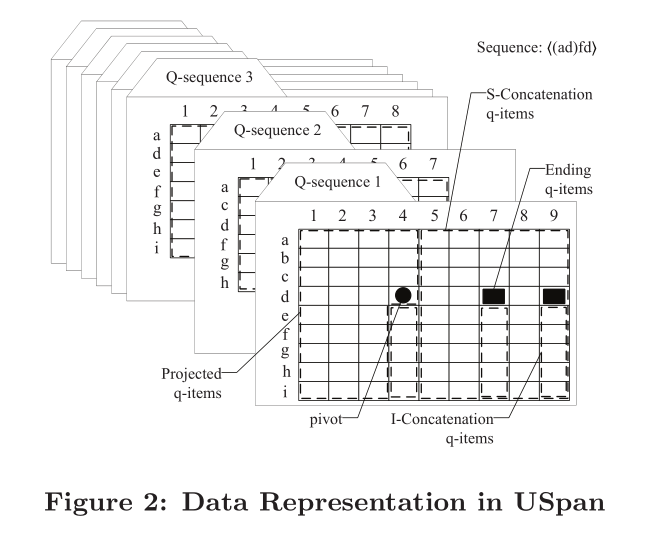 Sequence: ⟨(ad)fd⟩
Q-sequence 3
1 2 3 4 5 6 7 8
a
d
e
f
g
h
i
S-Concatenation
q-items
Q-sequence 2
1 2 3 4 5 6 7
a
c
d
f
g
h
Ending
q-items
Q-sequence 1
1 2 3 4 5 6 7 8 9
a
b
c
d
e
f
g
h
i
Projected
q-items
pivot
I-Concatenation
q-items
Figure 2: Data Representation in USpan